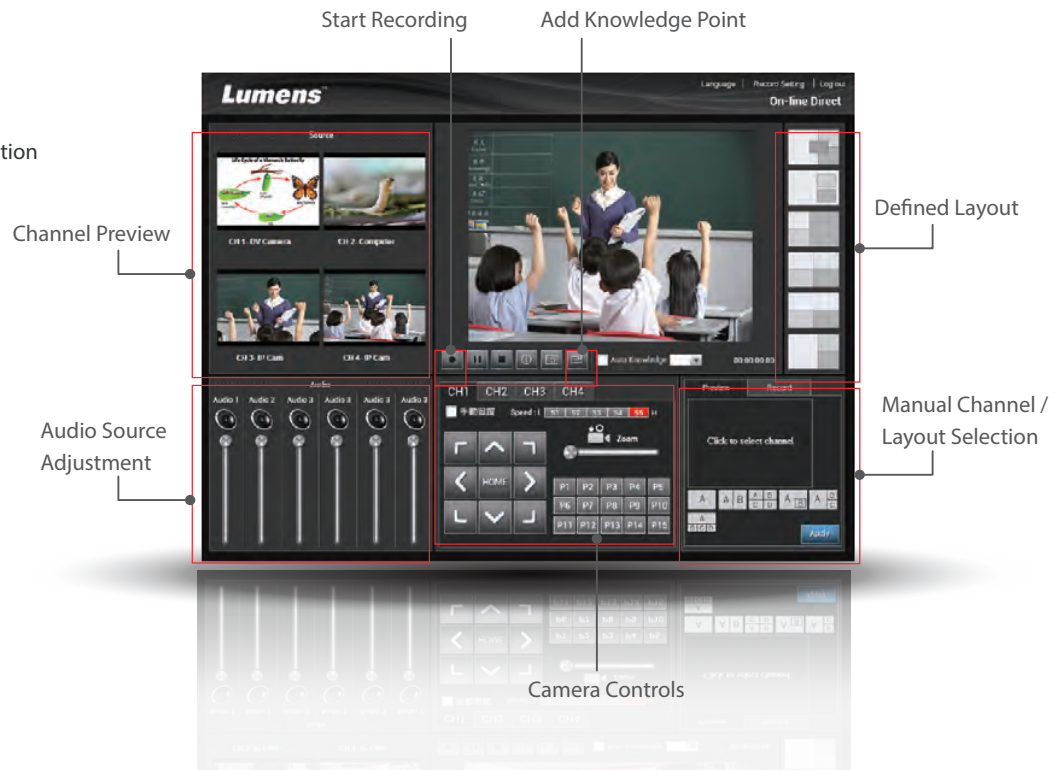 Start Recording
Add Knowledge Point
tion
Channel Preview
Audio Source
Adjustment
Defined Layout
Manual Channel /
Layout Selection
Camera Controls
Lumens
Language | Record Setting | Logout
On-line Direct
Source
Life Cycle of a Monarch Butterfly
CH 1- DV Camera
CH 2- Computer
CH 3- IP Cam
CH 4- IP Cam
Auto Knowledge
00:00:00.00
Audio
Audio 1 Audio 2 Audio 3 Audio 3 Audio 3 Audio 3
CH1 CH2 CH3 CH4
Speed : L S1 S2 S3 S4 S5 H
Zoom
HOME
P1 P2 P3 P4 P5
P6 P7 P8 P9 P10
P11 P12 P13 P14 P15
Preview Record
Click to select channel
A A B A B C D A B A B C
A B C D
Apply